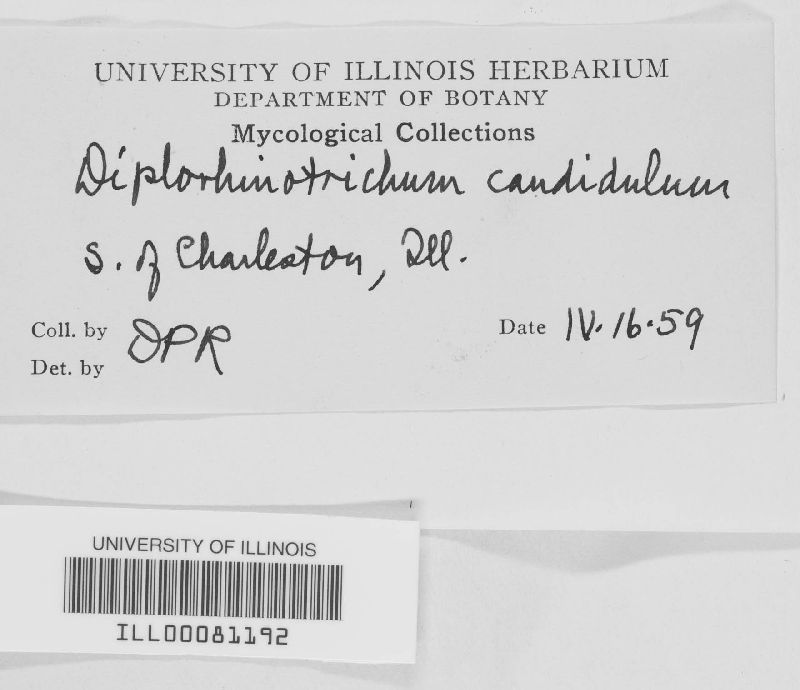 UNIVERSITY OF ILLINOIS HERBARIUM
DEPARTMENT OF BOTANY
Mycological Collections
Diplorhinotrichum candidulum
S. of Charleston, Ill.
Coll. by DPR
Det. by
Date IV·16·59
UNIVERSITY OF ILLINOIS
ILL00081192